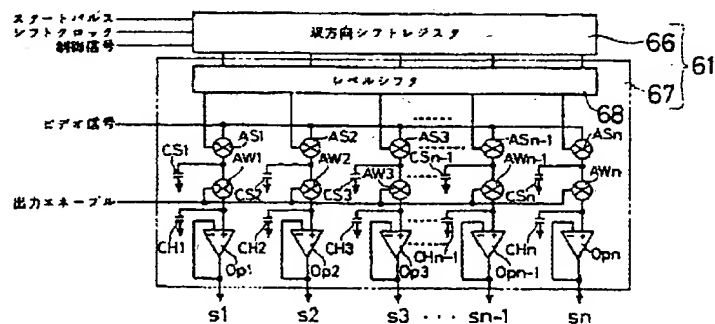 スタートパルス
シフトクロック
制御信号
双方向シフトレジスタ
66
61
67
レベルシフタ
68
ビデオ信号
AS1 AS2 AS3 ASn-1 ASn
CS1 CS2 CS3 CSn-1 CSn
AW1 AW2 AW3 AWn-1 AWn
出力イネーブル
CH1 CH2 CH3 CHn-1 CHn
Op1 Op2 Op3 Opn-1 Opn
s1 s2 s3 ... sn-1 sn